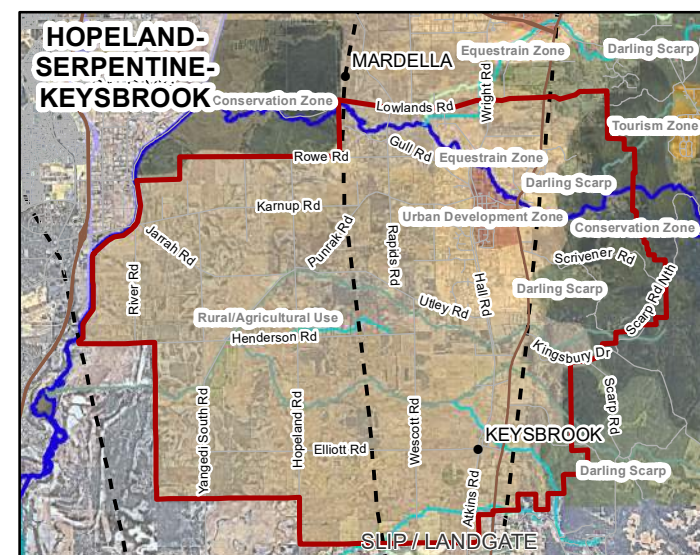 HOPELAND-
SERPENTINE-
KEYSBROOK
MARDELLA
Equestrain Zone
Darling Scarp
Conservation Zone
Lowlands Rd
Wright Rd
Tourism Zone
Rowe Rd
Gull Rd
Equestrain Zone
Darling Scarp
Karnup Rd
Urban Development Zone
Conservation Zone
Jarrah Rd
Punrak Rd
Rapids Rd
Scrivener Rd
River Rd
Hall Rd
Darling Scarp
Scarp Rd Nth
Utley Rd
Rural/Agricultural Use
Henderson Rd
Kingsbury Dr
Scarp Rd
Yangedi South Rd
Hopeland Rd
Elliott Rd
Wescott Rd
KEYSBROOK
Atkins Rd
Darling Scarp
SLIP / LANDGATE